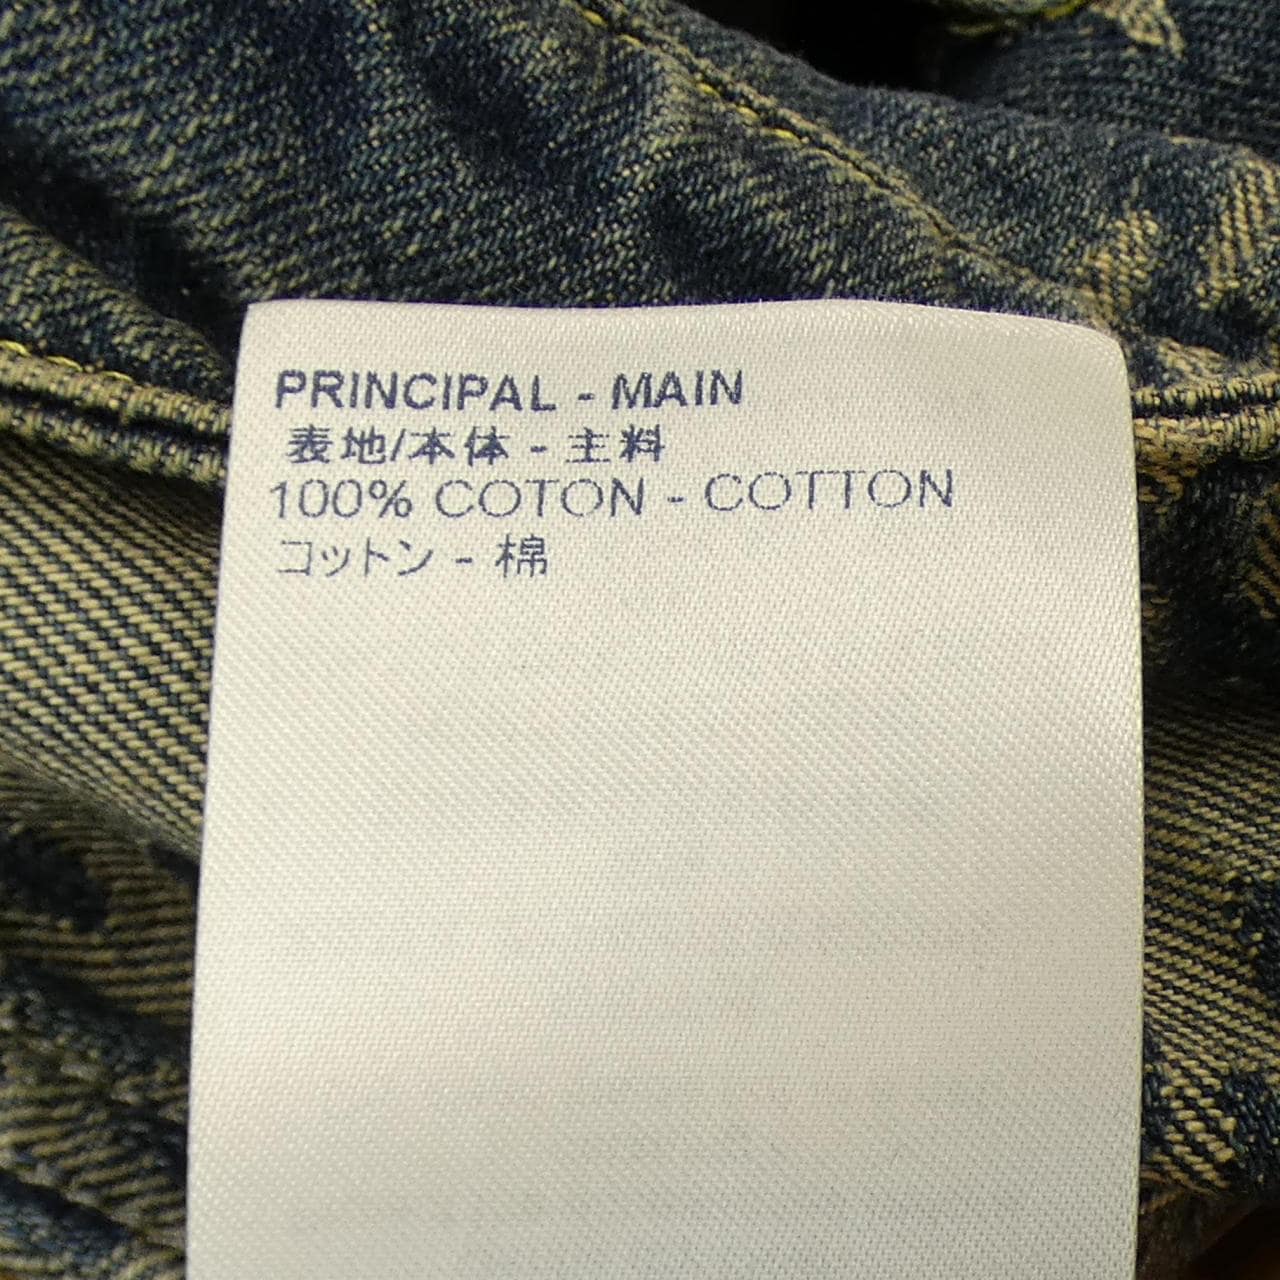 PRINCIPAL - MAIN
表地/本体 - 主料
100% COTON - COTTON
コットン - 棉